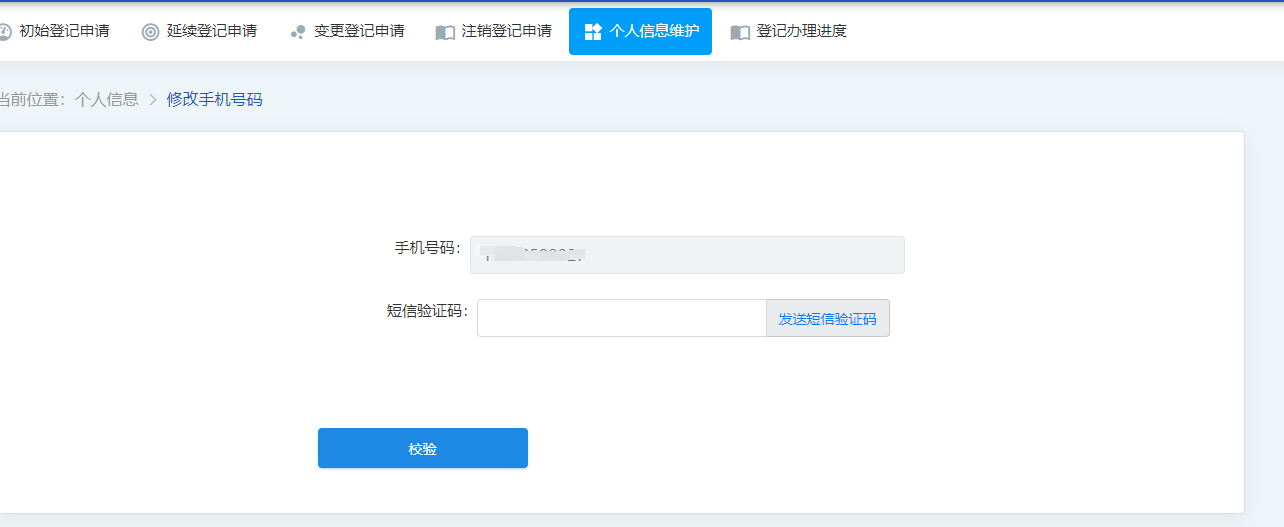 初始登记申请 延续登记申请 变更登记申请 注销登记申请 个人信息维护 登记办理进度
当前位置：个人信息 > 修改手机号码
手机号码：
短信验证码： 发送短信验证码
校验